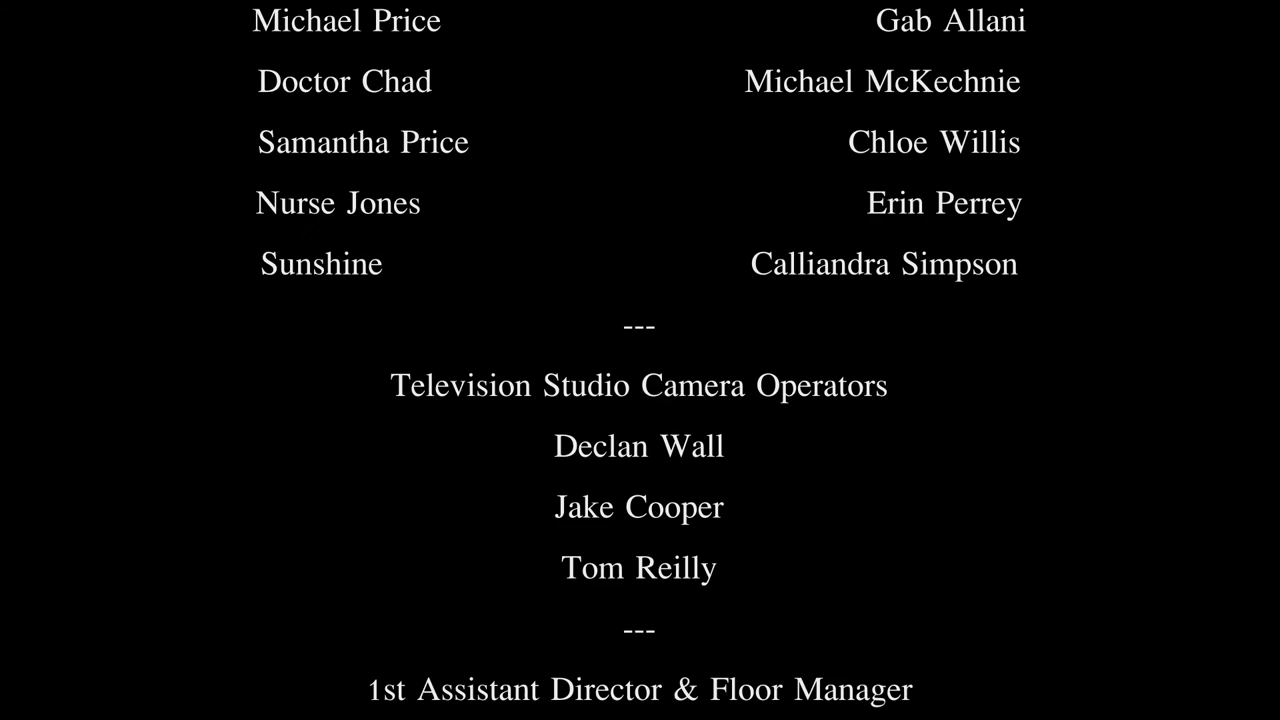 Michael Price Gab Allani
Doctor Chad Michael McKechnie
Samantha Price Chloe Willis
Nurse Jones Erin Perrey
Sunshine Calliandra Simpson
---
Television Studio Camera Operators
Declan Wall
Jake Cooper
Tom Reilly
---
1st Assistant Director & Floor Manager